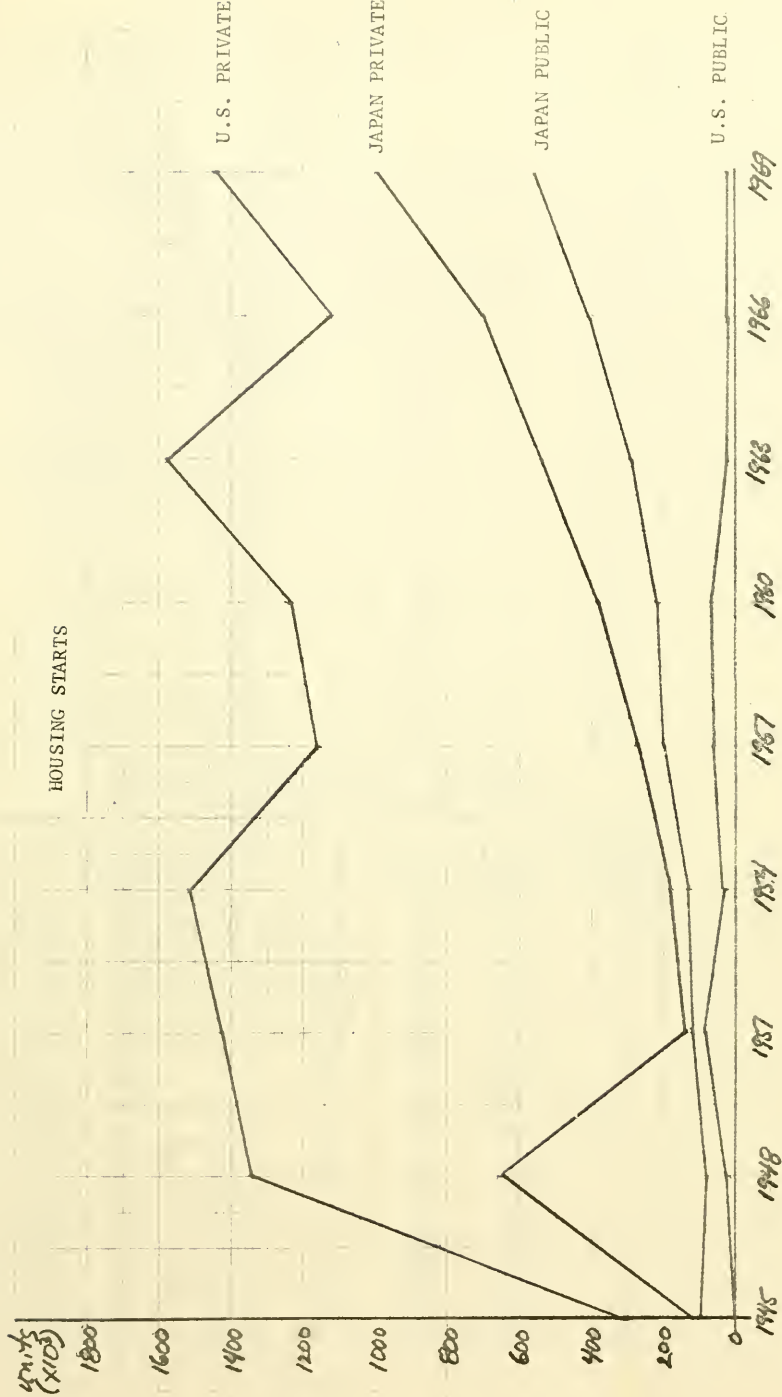 HOUSING STARTS
units
(X10³)
1800
1600
1400
1200
1000
800
600
400
200
0
1945
1948
1951
1954
1957
1960
1963
1966
1969
U.S. PRIVATE
JAPAN PRIVATE
JAPAN PUBLIC
U.S. PUBLIC